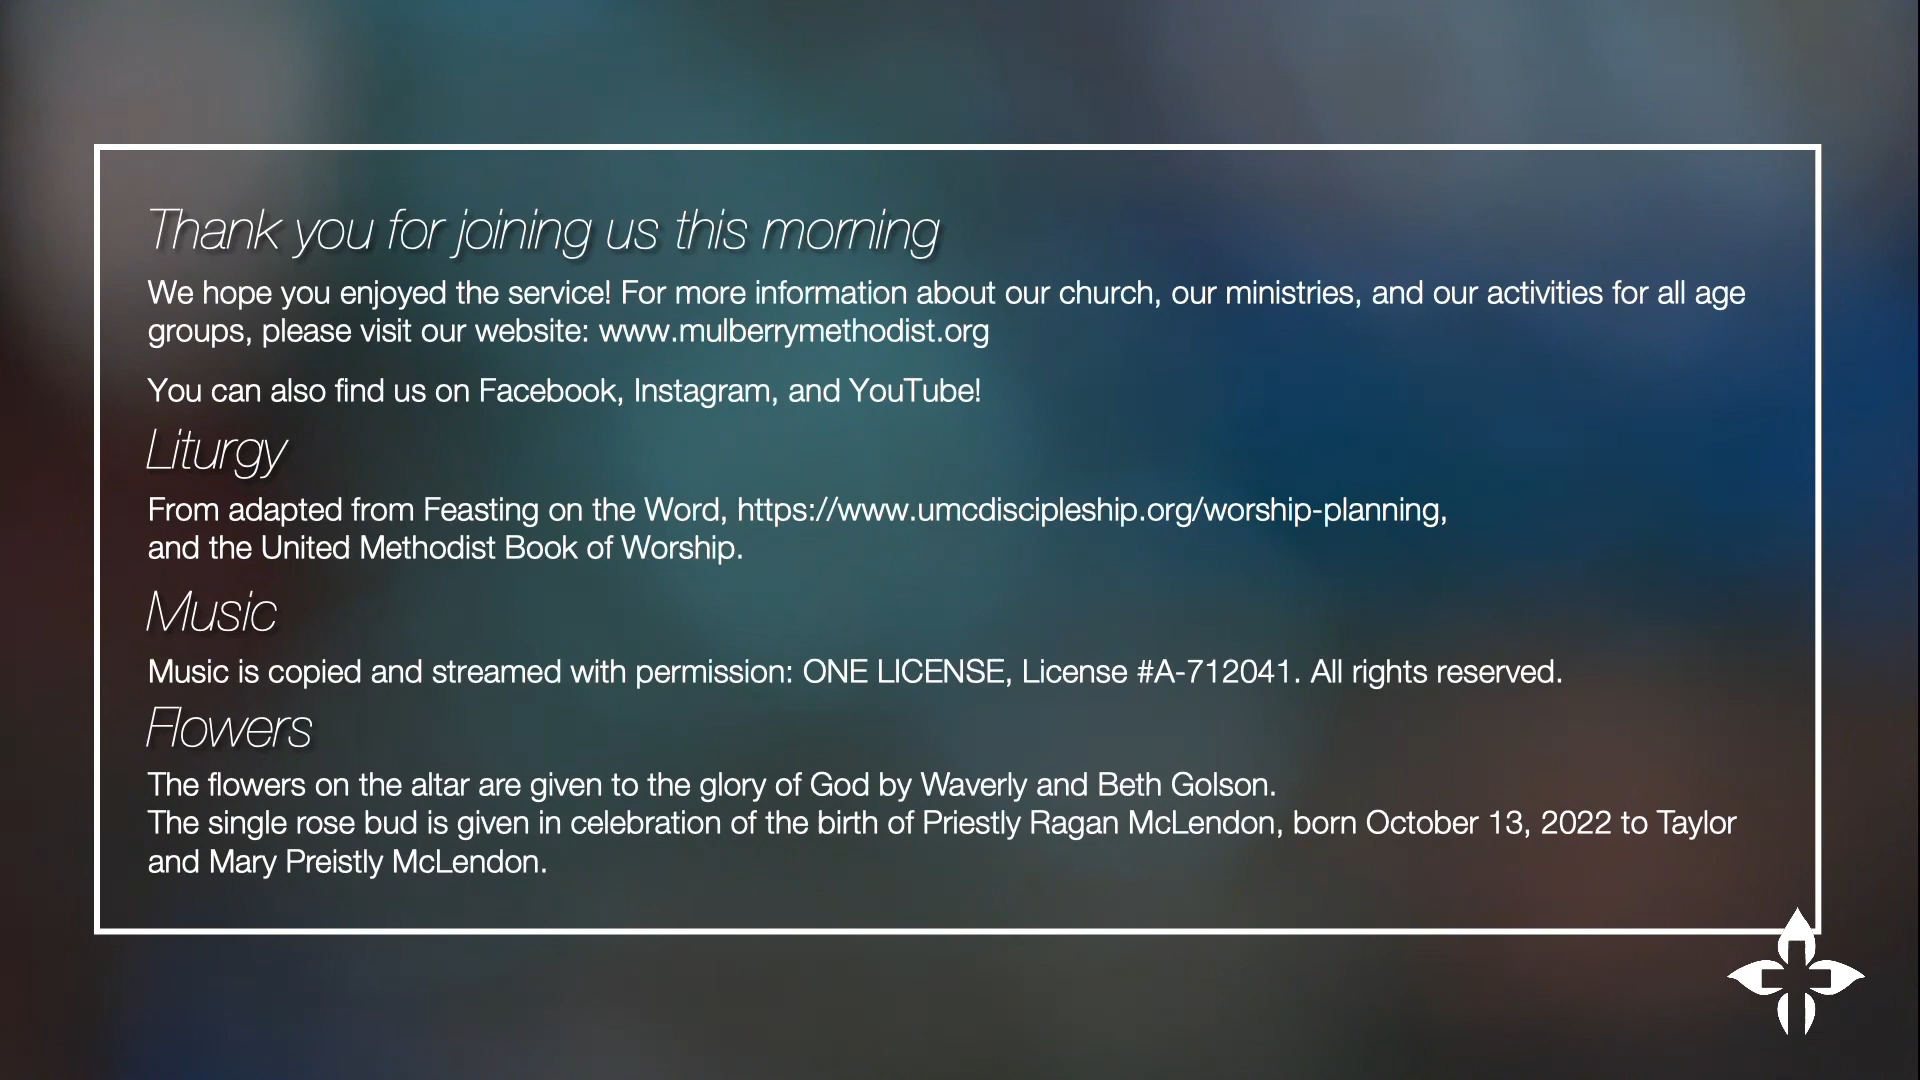 Thank you for joining us this morning
We hope you enjoyed the service! For more information about our church, our ministries, and our activities for all age
groups, please visit our website: www.mulberrymethodist.org
You can also find us on Facebook, Instagram, and YouTube!
Liturgy
From adapted from Feasting on the Word, https://www.umcdiscipleship.org/worship-planning,
and the United Methodist Book of Worship.
Music
Music is copied and streamed with permission: ONE LICENSE, License #A-712041. All rights reserved.
Flowers
The flowers on the altar are given to the glory of God by Waverly and Beth Golson.
The single rose bud is given in celebration of the birth of Priestly Ragan McLendon, born October 13, 2022 to Taylor
and Mary Preistly McLendon.